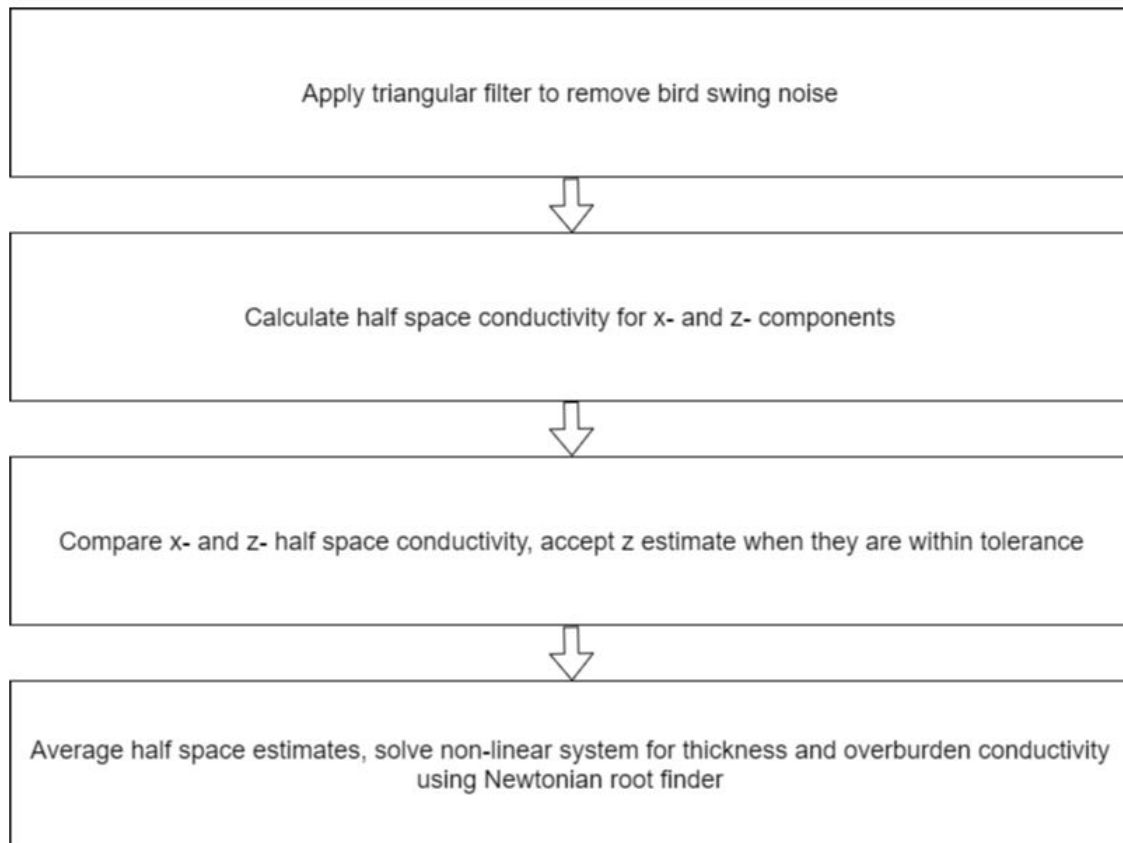 Apply triangular filter to remove bird swing noise
Calculate half space conductivity for x- and z- components
Compare x- and z- half space conductivity, accept z estimate when they are within tolerance
Average half space estimates, solve non-linear system for thickness and overburden conductivity
using Newtonian root finder